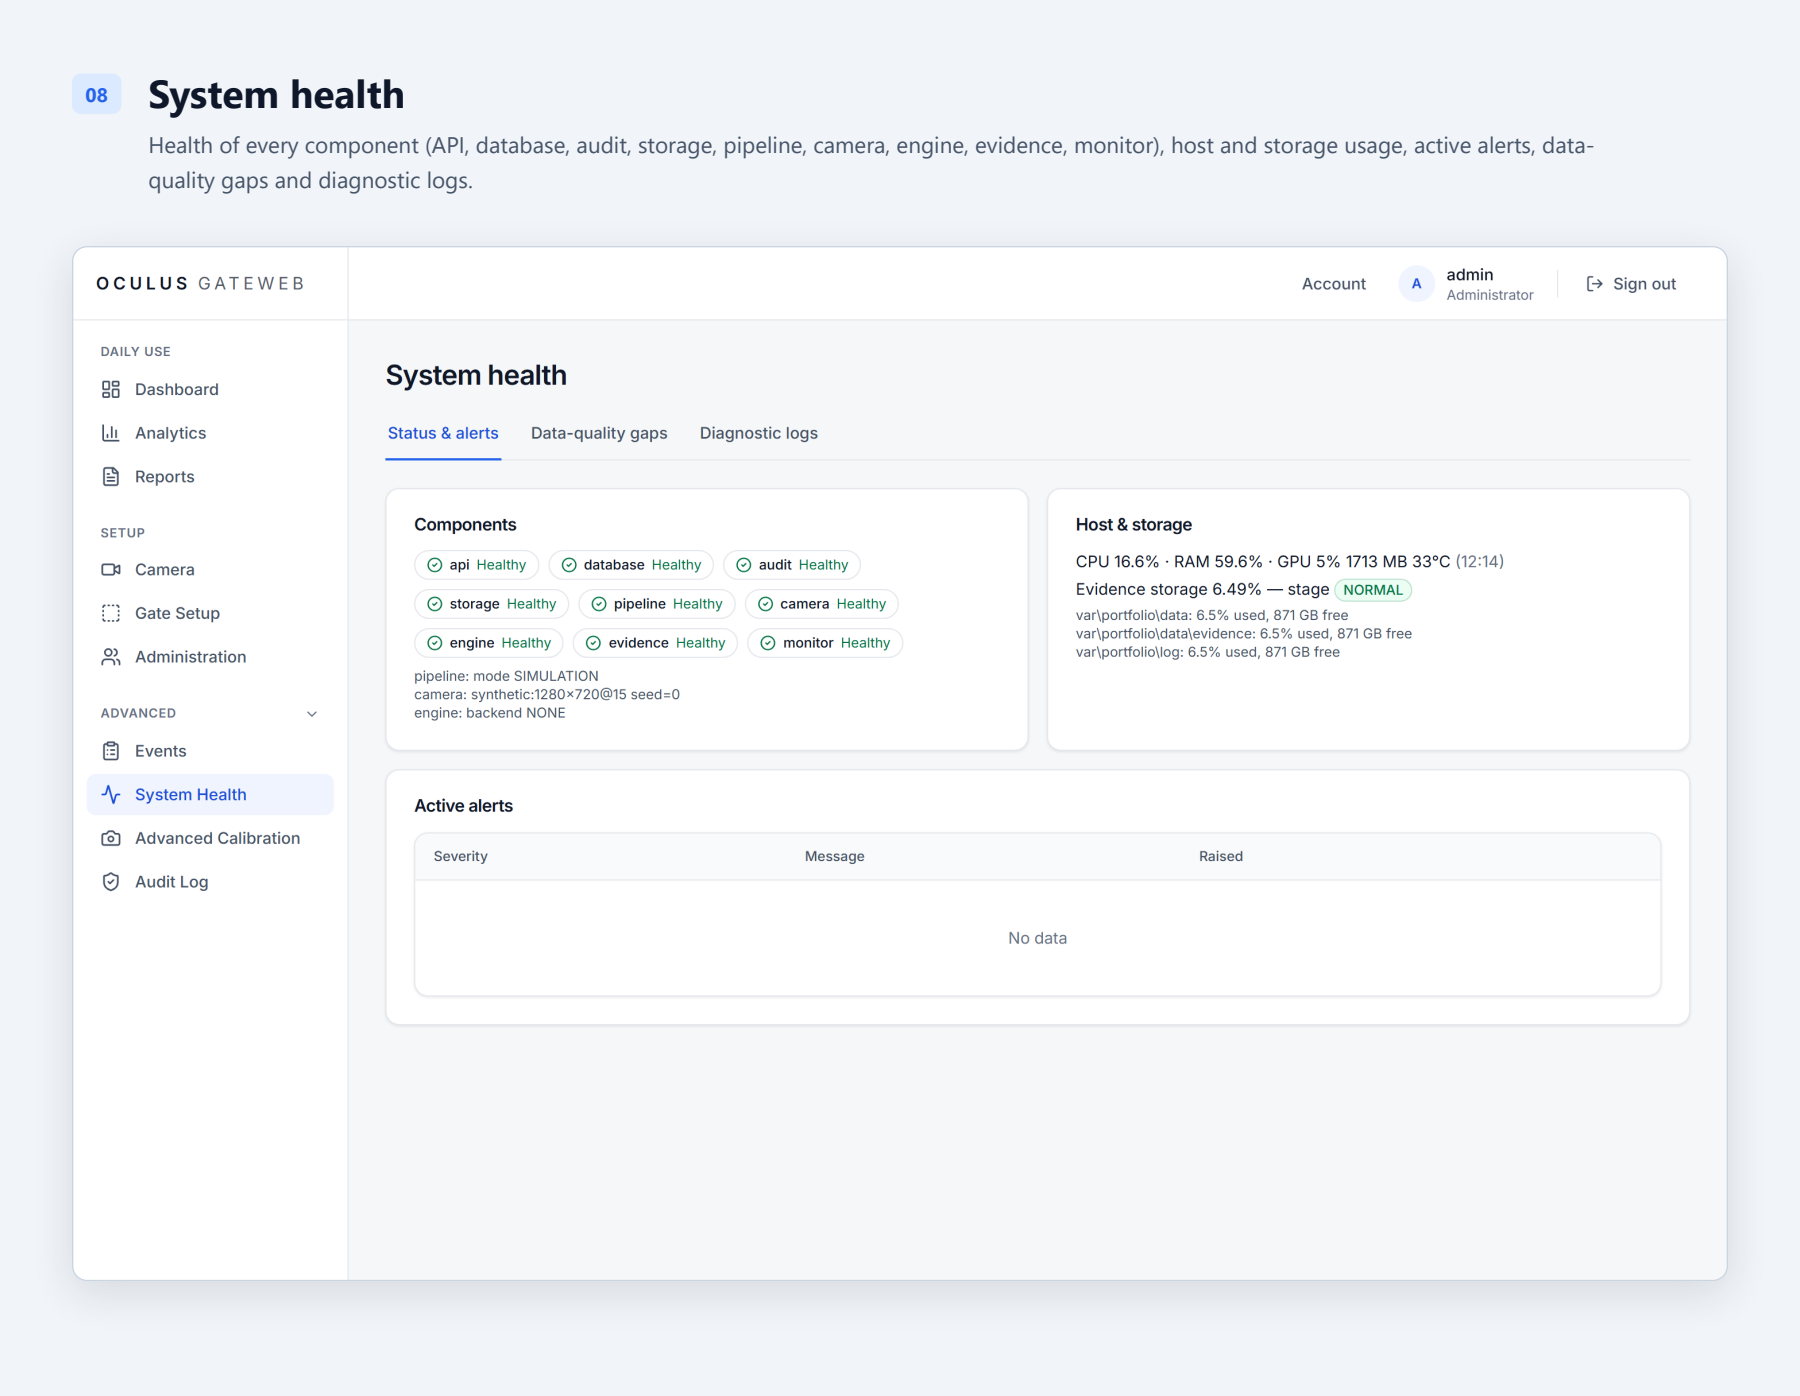 08
System health
Health of every component (API, database, audit, storage, pipeline, camera, engine, evidence, monitor), host and storage usage, active alerts, data-
quality gaps and diagnostic logs.
OCULUS GATEWEB
Account
A
admin
Administrator
Sign out
DAILY USE
Dashboard
Analytics
Reports
SETUP
Camera
Gate Setup
Administration
ADVANCED
Events
System Health
Advanced Calibration
Audit Log
System health
Status & alerts Data-quality gaps Diagnostic logs
Components
api Healthy database Healthy audit Healthy
storage Healthy pipeline Healthy camera Healthy
engine Healthy evidence Healthy monitor Healthy
pipeline: mode SIMULATION
camera: synthetic:1280×720@15 seed=0
engine: backend NONE
Host & storage
CPU 16.6% · RAM 59.6% · GPU 5% 1713 MB 33°C (12:14)
Evidence storage 6.49% — stage NORMAL
var\portfolio\data: 6.5% used, 871 GB free
var\portfolio\data\evidence: 6.5% used, 871 GB free
var\portfolio\log: 6.5% used, 871 GB free
Active alerts
Severity Message Raised
No data